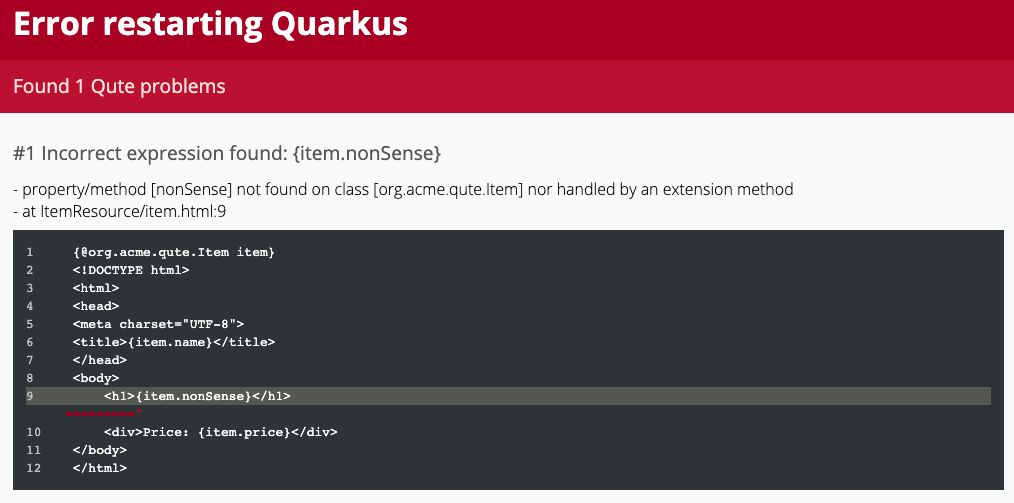 Error restarting Quarkus
Found 1 Qute problems
#1 Incorrect expression found: {item.nonSense}
- property/method [nonSense] not found on class [org.acme.qute.Item] nor handled by an extension method
- at ItemResource/item.html:9
1 {@org.acme.qute.Item item}
2 <!DOCTYPE html>
3 <html>
4 <head>
5 <meta charset="UTF-8">
6 <title>{item.name}</title>
7 </head>
8 <body>
9 <h1>{item.nonSense}</h1>
10 <div>Price: {item.price}</div>
11 </body>
12 </html>